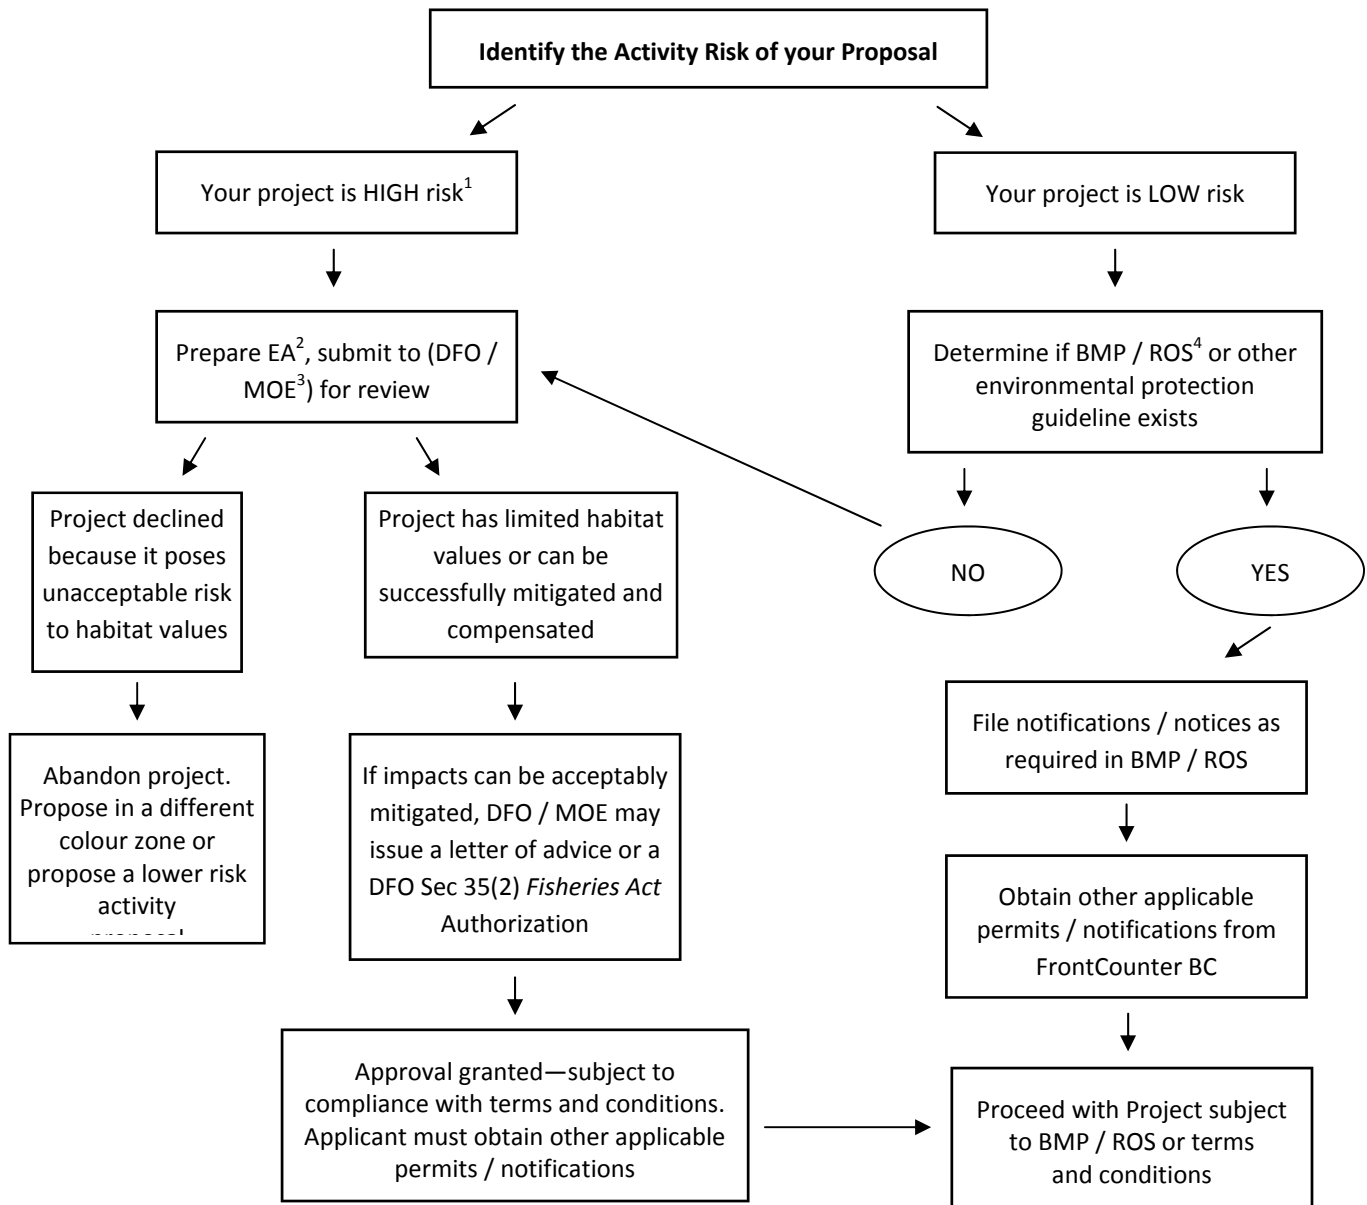 Identify the Activity Risk of your Proposal
Your project is HIGH risk1
Your project is LOW risk
Prepare EA2, submit to (DFO /
MOE3) for review
Determine if BMP / ROS4 or other
environmental protection
guideline exists
Project declined
because it poses
unacceptable risk
to habitat values
Project has limited habitat
values or can be
successfully mitigated and
compensated
NO
YES
Abandon project.
Propose in a different
colour zone or
propose a lower risk
activity
If impacts can be acceptably
mitigated, DFO / MOE may
issue a letter of advice or a
DFO Sec 35(2) Fisheries Act
Authorization
File notifications / notices as
required in BMP / ROS
Obtain other applicable
permits / notifications from
FrontCounter BC
Approval granted—subject to
compliance with terms and conditions.
Applicant must obtain other applicable
permits / notifications
Proceed with Project subject
to BMP / ROS or terms
and conditions